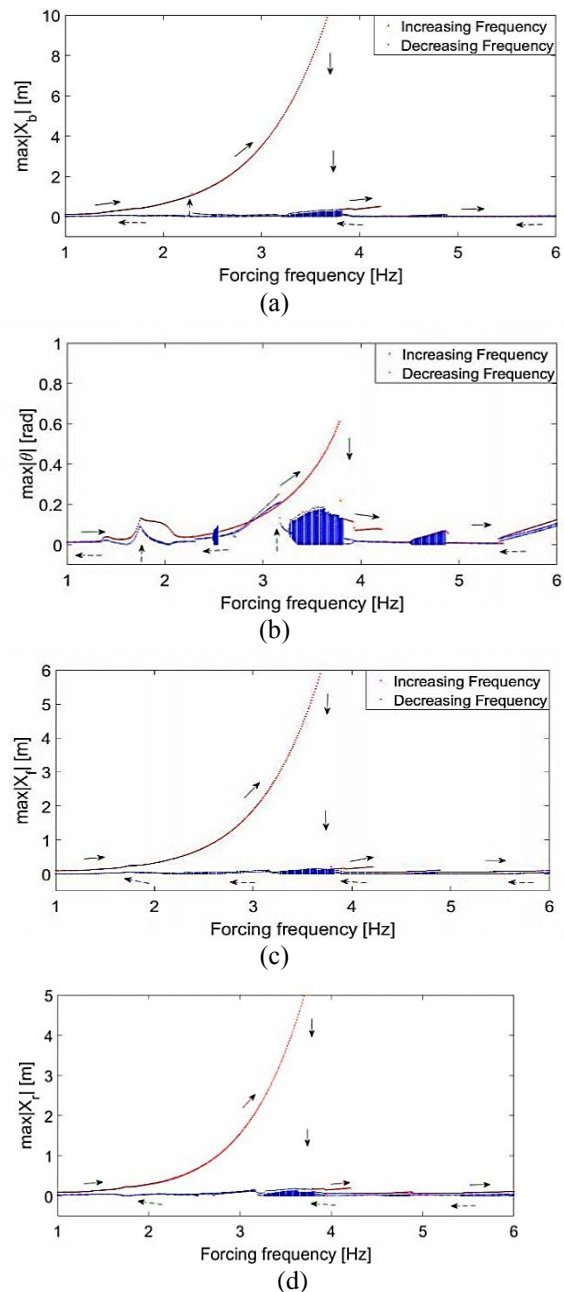 10
8
6
4
2
0
max|X_b| [m]
Increasing Frequency
Decreasing Frequency
1 2 3 4 5 6
Forcing frequency [Hz]
(a)
1
0.8
0.6
0.4
0.2
0
max|θ| [rad]
Increasing Frequency
Decreasing Frequency
1 2 3 4 5 6
Forcing frequency [Hz]
(b)
6
5
4
3
2
1
0
max|X_f| [m]
Increasing Frequency
Decreasing Frequency
1 2 3 4 5 6
Forcing frequency [Hz]
(c)
5
4
3
2
1
0
max|X_r| [m]
1 2 3 4 5 6
Forcing frequency [Hz]
(d)